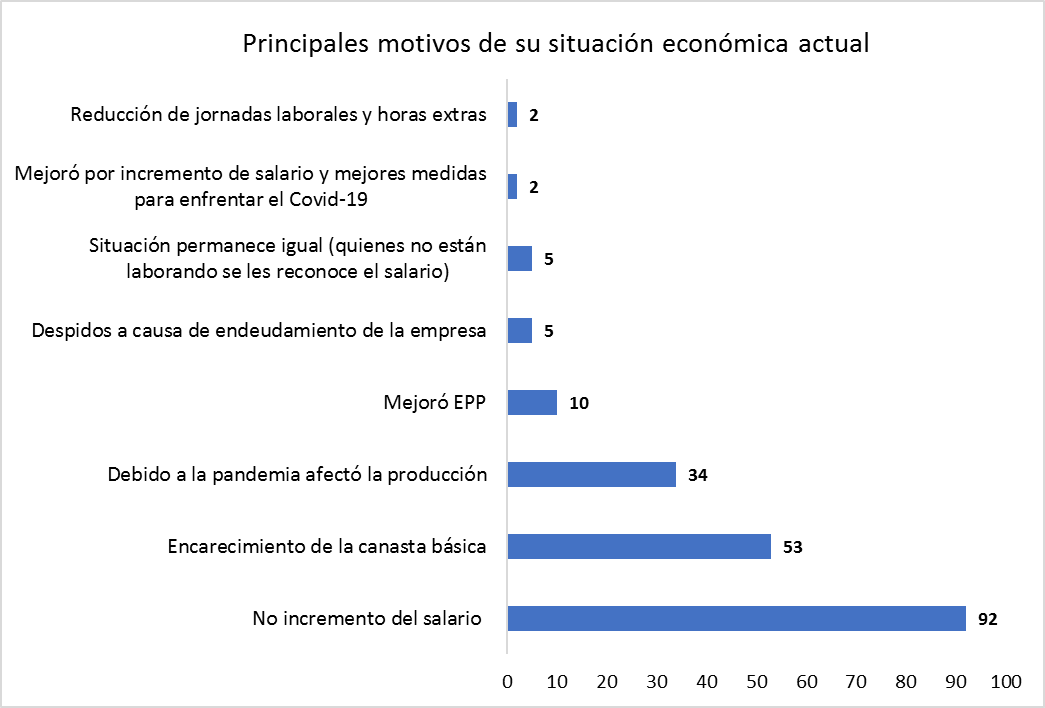 Principales motivos de su situación económica actual
Reducción de jornadas laborales y horas extras
2
Mejoró por incremento de salario y mejores medidas
para enfrentar el Covid-19
2
Situación permanece igual (quienes no están
laborando se les reconoce el salario)
5
Despidos a causa de endeudamiento de la empresa
5
Mejoró EPP
10
Debido a la pandemia afectó la producción
34
Encarecimiento de la canasta básica
53
No incremento del salario
92
0 10 20 30 40 50 60 70 80 90 100